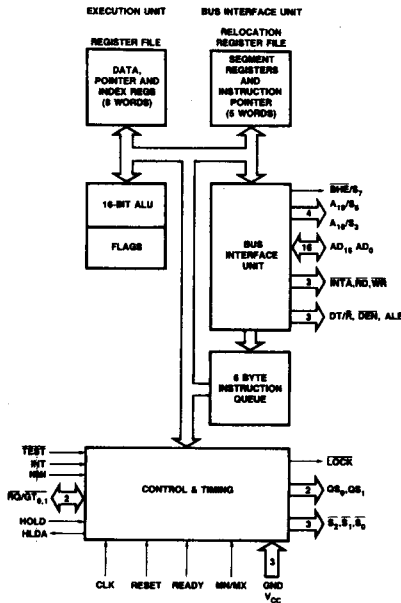 EXECUTION UNIT
BUS INTERFACE UNIT
REGISTER FILE
RELOCATION
REGISTER FILE
DATA,
POINTER AND
INDEX REGS
(8 WORDS)
SEGMENT
REGISTERS
AND
INSTRUCTION
POINTER
(5 WORDS)
16-BIT ALU
FLAGS
BUS
INTERFACE
UNIT
BHE/S7
A19/S6
4
A16/S3
16
AD15 AD0
3
INTA,RD,WR
3
DT/R, DEN, ALE
6 BYTE
INSTRUCTION
QUEUE
TEST
INT
NMI
RQ/GT0,1
2
HOLD
HLDA
CONTROL & TIMING
LOCK
2
QS0,QS1
3
S2,S1,S0
CLK
RESET
READY
MN/MX
3
GND
VCC